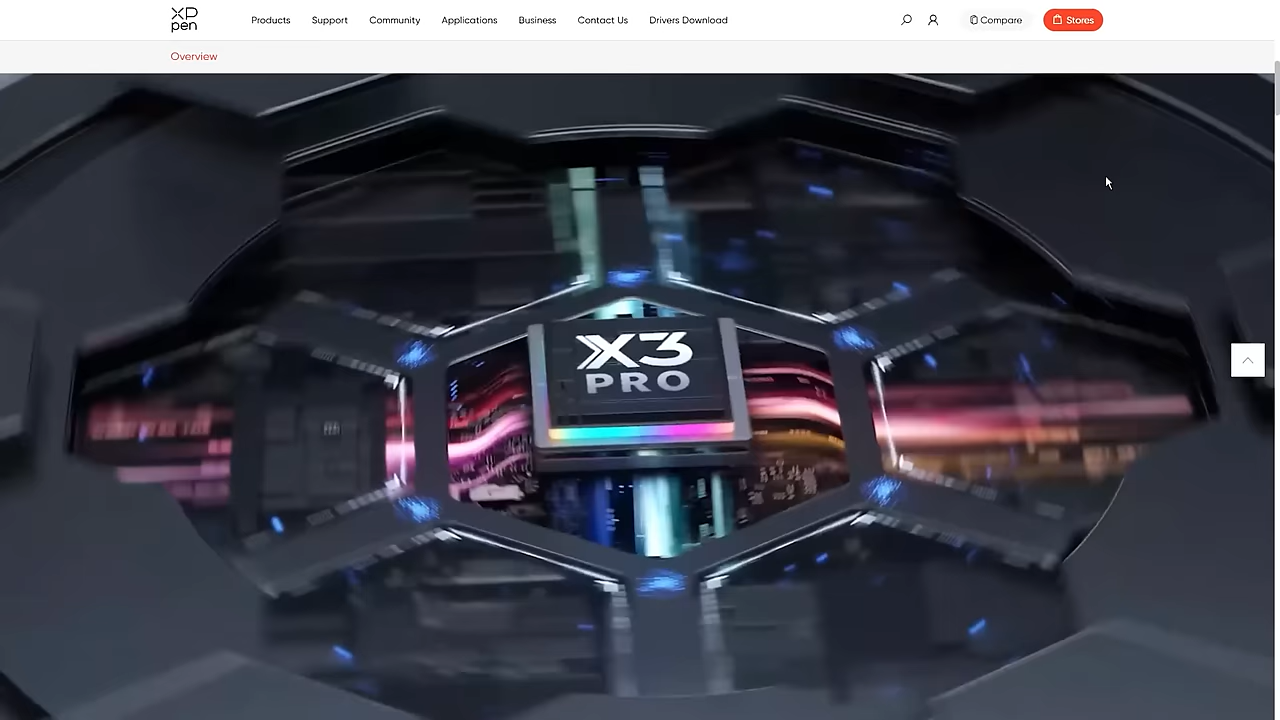 XP
pen
Products
Support
Community
Applications
Business
Contact Us
Drivers Download
Compare
Stores
Overview
X3
PRO